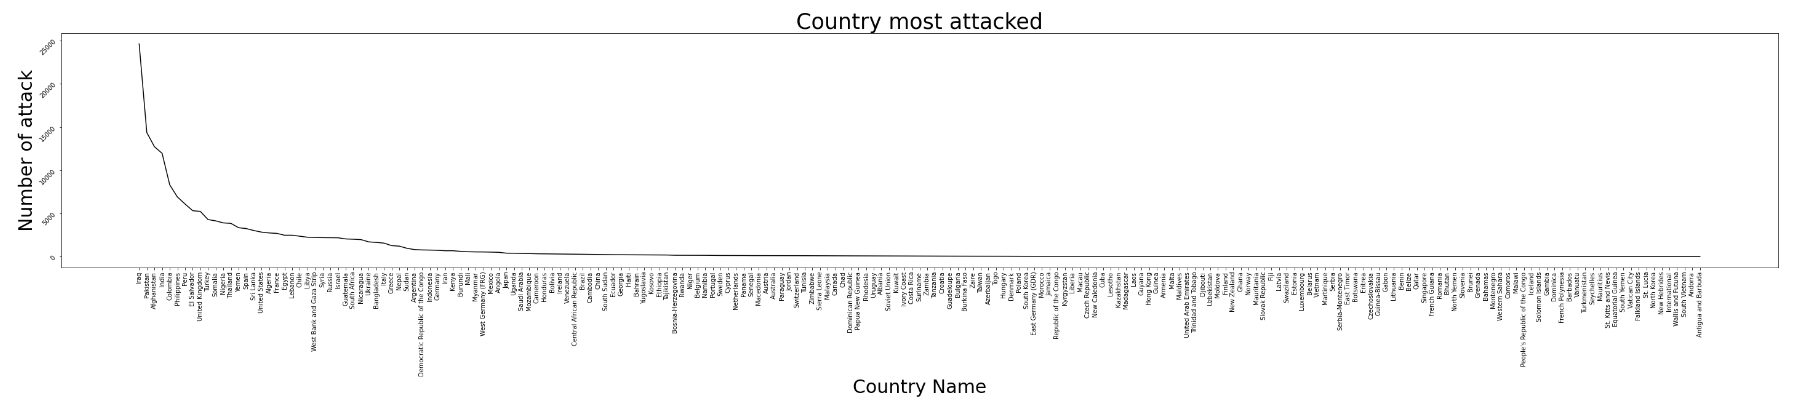 Country most attacked
Number of attack
25000
20000
15000
10000
5000
0
Iraq
Pakistan
Afghanistan
India
Colombia
Philippines
Peru
El Salvador
United Kingdom
Turkey
Somalia
Nigeria
Thailand
Yemen
Spain
Sri Lanka
United States
Algeria
France
Egypt
Lebanon
Chile
Libya
West Bank and Gaza Strip
Syria
Russia
Israel
Guatemala
South Africa
Nicaragua
Ukraine
Bangladesh
Italy
Greece
Nepal
Sudan
Argentina
Democratic Republic of the Congo
Indonesia
Germany
Iran
Kenya
Burundi
Mali
Myanmar
West Germany (FRG)
Mexico
Angola
Japan
Uganda
Saudi Arabia
Mozambique
Cameroon
Honduras
Bolivia
Ireland
Venezuela
Central African Republic
Brazil
Cambodia
China
South Sudan
Ecuador
Georgia
Haiti
Bahrain
Yugoslavia
Kosovo
Ethiopia
Tajikistan
Bosnia-Herzegovina
Rwanda
Niger
Belgium
Namibia
Portugal
Sweden
Cyprus
Netherlands
Panama
Senegal
Macedonia
Austria
Australia
Paraguay
Jordan
Switzerland
Tunisia
Zimbabwe
Sierra Leone
Malaysia
Canada
Chad
Dominican Republic
Papua New Guinea
Rhodesia
Uruguay
Albania
Soviet Union
Kuwait
Ivory Coast
Costa Rica
Suriname
Zambia
Tanzania
Croatia
Guadeloupe
Bulgaria
Burkina Faso
Zaire
Taiwan
Azerbaijan
Togo
Hungary
Denmark
Poland
South Korea
East Germany (GDR)
Morocco
Jamaica
Republic of the Congo
Kyrgyzstan
Liberia
Macau
Czech Republic
New Caledonia
Cuba
Lesotho
Kazakhstan
Madagascar
Laos
Guyana
Hong Kong
Guinea
Armenia
Malta
Maldives
United Arab Emirates
Trinidad and Tobago
Djibouti
Uzbekistan
Moldova
Finland
New Zealand
Ghana
Norway
Slovak Republic
Fiji
Latvia
Swaziland
Estonia
Luxembourg
Belarus
Vietnam
Martinique
Serbia
Serbia-Montenegro
East Timor
Botswana
Eritrea
Czechoslovakia
Guinea-Bissau
Gabon
Lithuania
Benin
Belize
Qatar
Singapore
French Guiana
Romania
Bhutan
North Yemen
Slovenia
Brunei
Grenada
Bahamas
Montenegro
Western Sahara
Comoros
Malawi
People's Republic of the Congo
Iceland
Solomon Islands
Gambia
Dominica
French Polynesia
Barbados
Vanuatu
Turkmenistan
Seychelles
Mauritius
St. Kitts and Nevis
Equatorial Guinea
South Yemen
Vatican City
Falkland Islands
St. Lucia
North Korea
New Hebrides
International
Wallis and Futuna
South Vietnam
Andorra
Antigua and Barbuda
Country Name